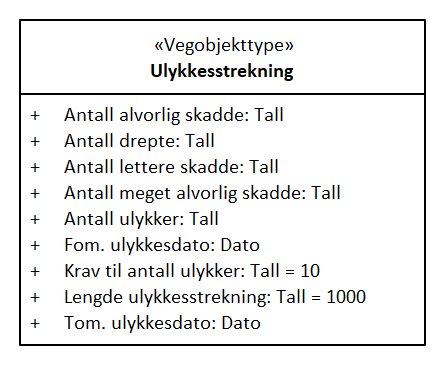 «Vegobjekttype»
Ulykkesstrekning
+ Antall alvorlig skadde: Tall
+ Antall drepte: Tall
+ Antall lettere skadde: Tall
+ Antall meget alvorlig skadde: Tall
+ Antall ulykker: Tall
+ Fom. ulykkesdato: Dato
+ Krav til antall ulykker: Tall = 10
+ Lengde ulykkesstrekning: Tall = 1000
+ Tom. ulykkesdato: Dato